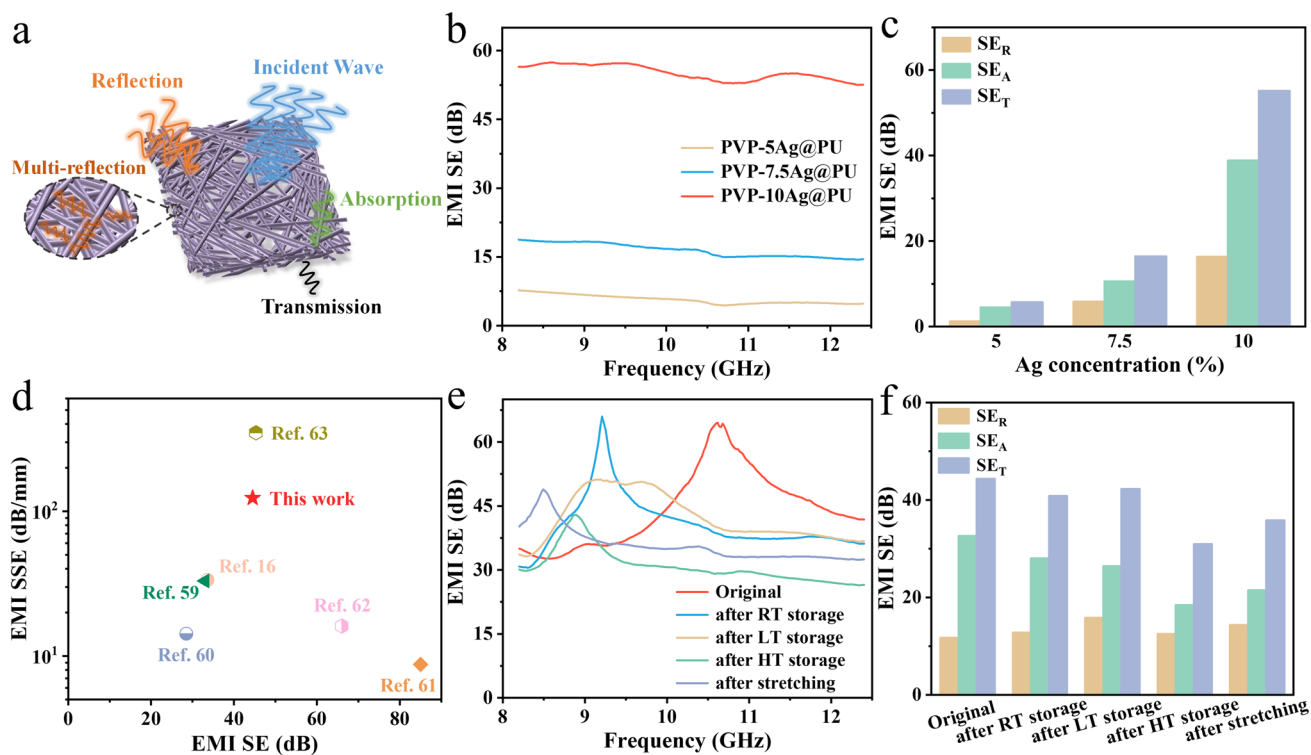 a
Reflection
Incident Wave
Multi-reflection
Absorption
Transmission
b
EMI SE (dB)
60
45
30
15
0
PVP-5Ag@PU
PVP-7.5Ag@PU
PVP-10Ag@PU
8 9 10 11 12
Frequency (GHz)
c
EMI SE (dB)
60
40
20
0
SE_R
SE_A
SE_T
5 7.5 10
Ag concentration (%)
d
EMI SSE (dB/mm)
10²
10¹
Ref. 63
This work
Ref. 16
Ref. 59
Ref. 62
Ref. 60
Ref. 61
0 20 40 60 80
EMI SE (dB)
e
EMI SE (dB)
60
45
30
15
0
Original
after RT storage
after LT storage
after HT storage
after stretching
8 9 10 11 12
Frequency (GHz)
f
EMI SE (dB)
60
40
20
0
SE_R
SE_A
SE_T
Original
after RT storage
after LT storage
after HT storage
after stretching